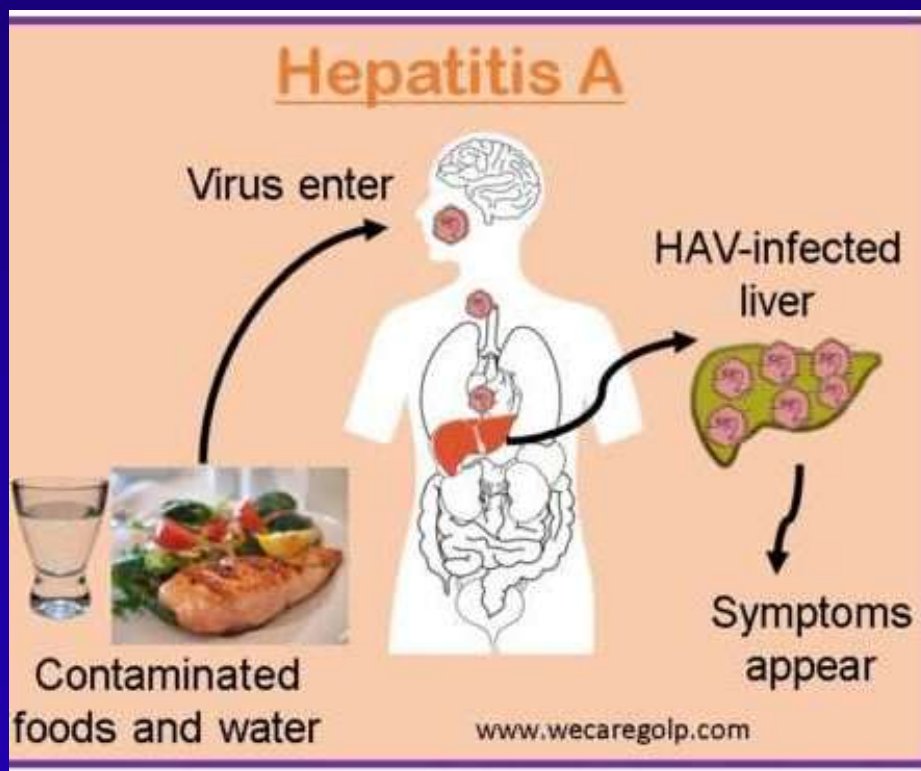 Hepatitis A
Virus enter
HAV-infected
liver
Symptoms
appear
Contaminated
foods and water
www.wecaregolp.com